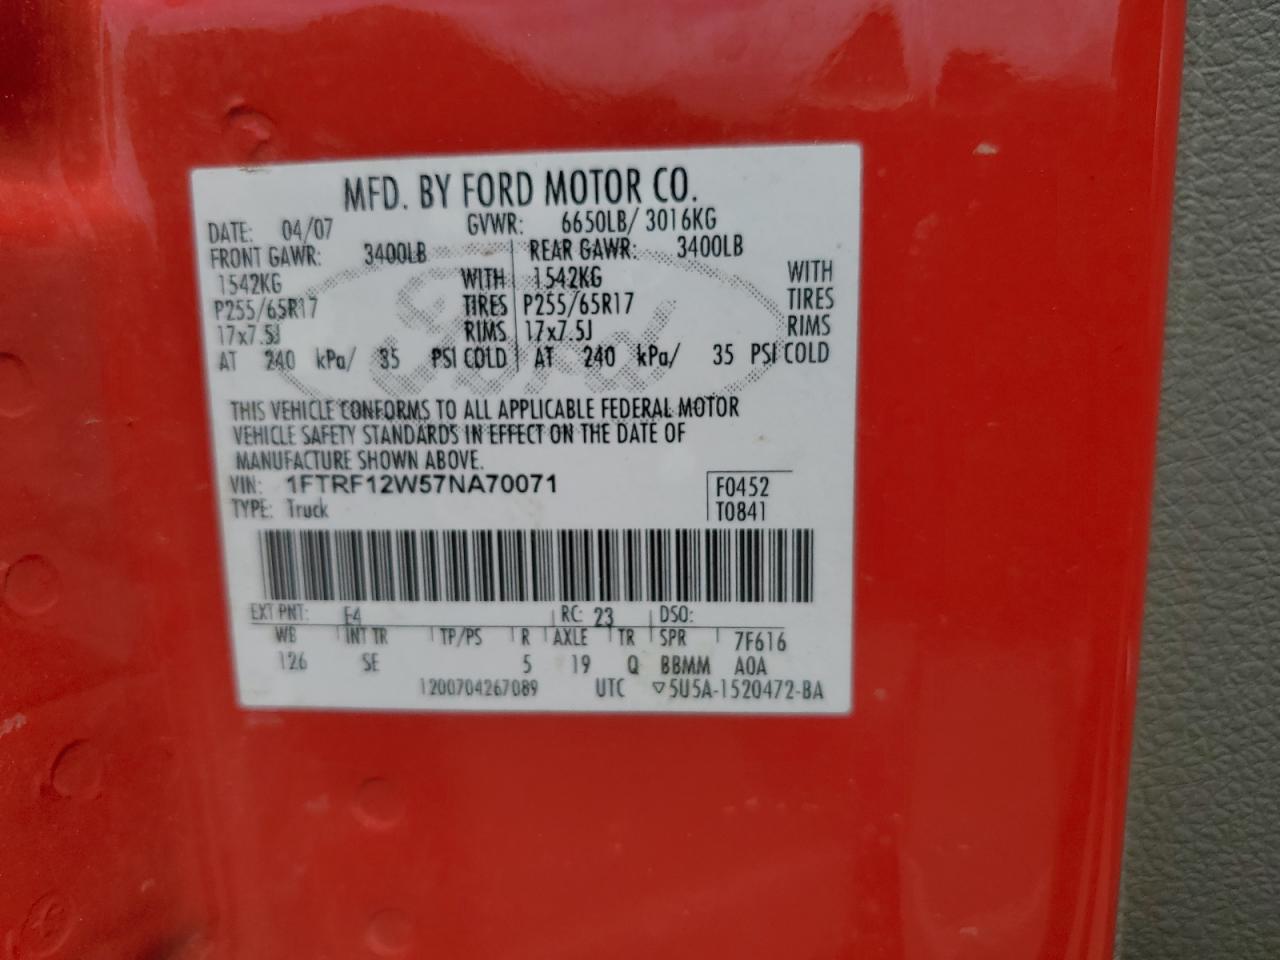 MFD. BY FORD MOTOR CO.
DATE: 04/07 GVWR: 6650LB/ 3016KG
FRONT GAWR: 3400LB REAR GAWR: 3400LB
1542KG WITH 1542KG WITH
P255/65R17 TIRES P255/65R17 TIRES
17x7.5J RIMS 17x7.5J RIMS
AT 240 kPa/ 35 PSI COLD AT 240 kPa/ 35 PSI COLD
Ford
THIS VEHICLE CONFORMS TO ALL APPLICABLE FEDERAL MOTOR
VEHICLE SAFETY STANDARDS IN EFFECT ON THE DATE OF
MANUFACTURE SHOWN ABOVE.
VIN: 1FTRF12W57NA70071 F0452
TYPE: Truck T0841
EXT PNT: E4 RC: 23 DSO:
WB INT TR TP/PS R AXLE TR SPR 7F616
126 SE 5 19 Q BBMM AOA
1200704267089 UTC ▽5U5A-1520472-BA